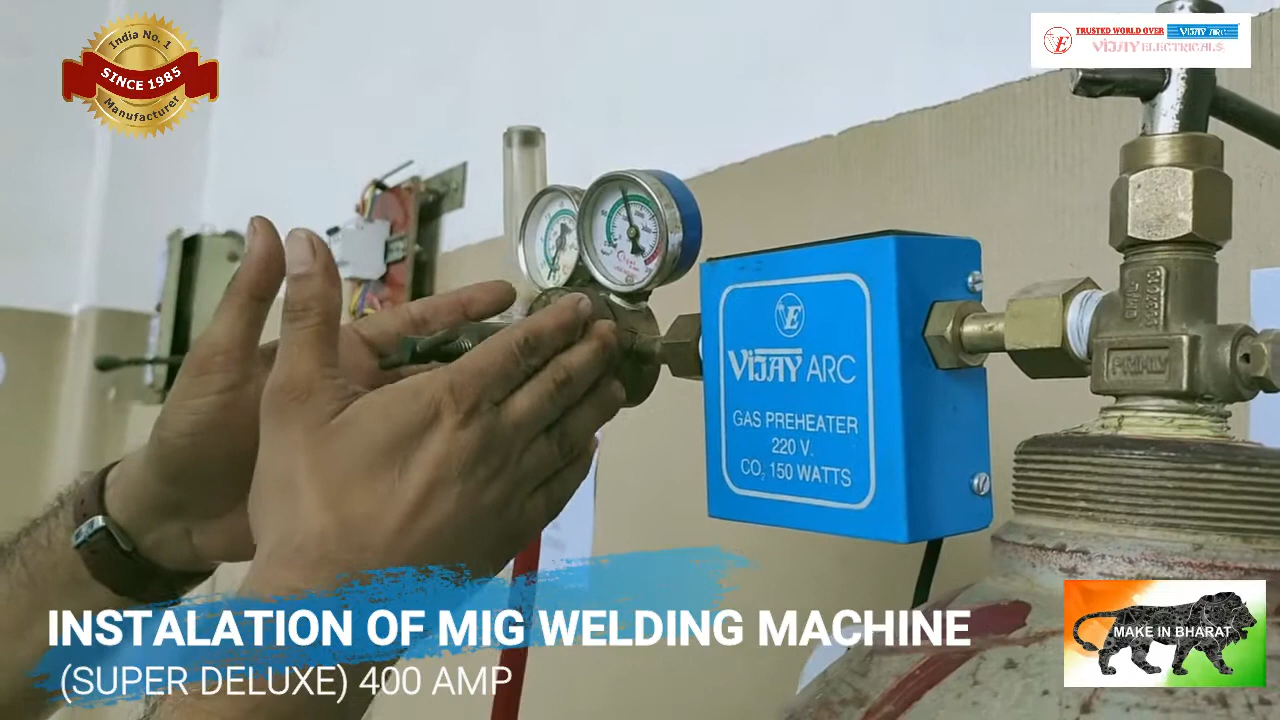 India No. 1
SINCE 1985
Manufacturer
TRUSTED WORLD OVER
VIJAY ARC
VIJAY ELECTRICALS
VE
VIJAY ARC
GAS PREHEATER
220 V.
CO₂ 150 WATTS
INSTALATION OF MIG WELDING MACHINE
(SUPER DELUXE) 400 AMP
MAKE IN BHARAT